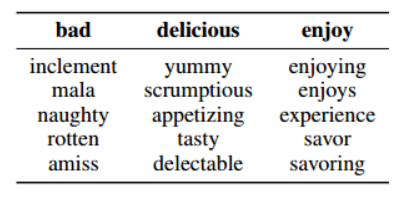 bad delicious enjoy
inclement yummy enjoying
mala scrumptious enjoys
naughty appetizing experience
rotten tasty savor
amiss delectable savoring